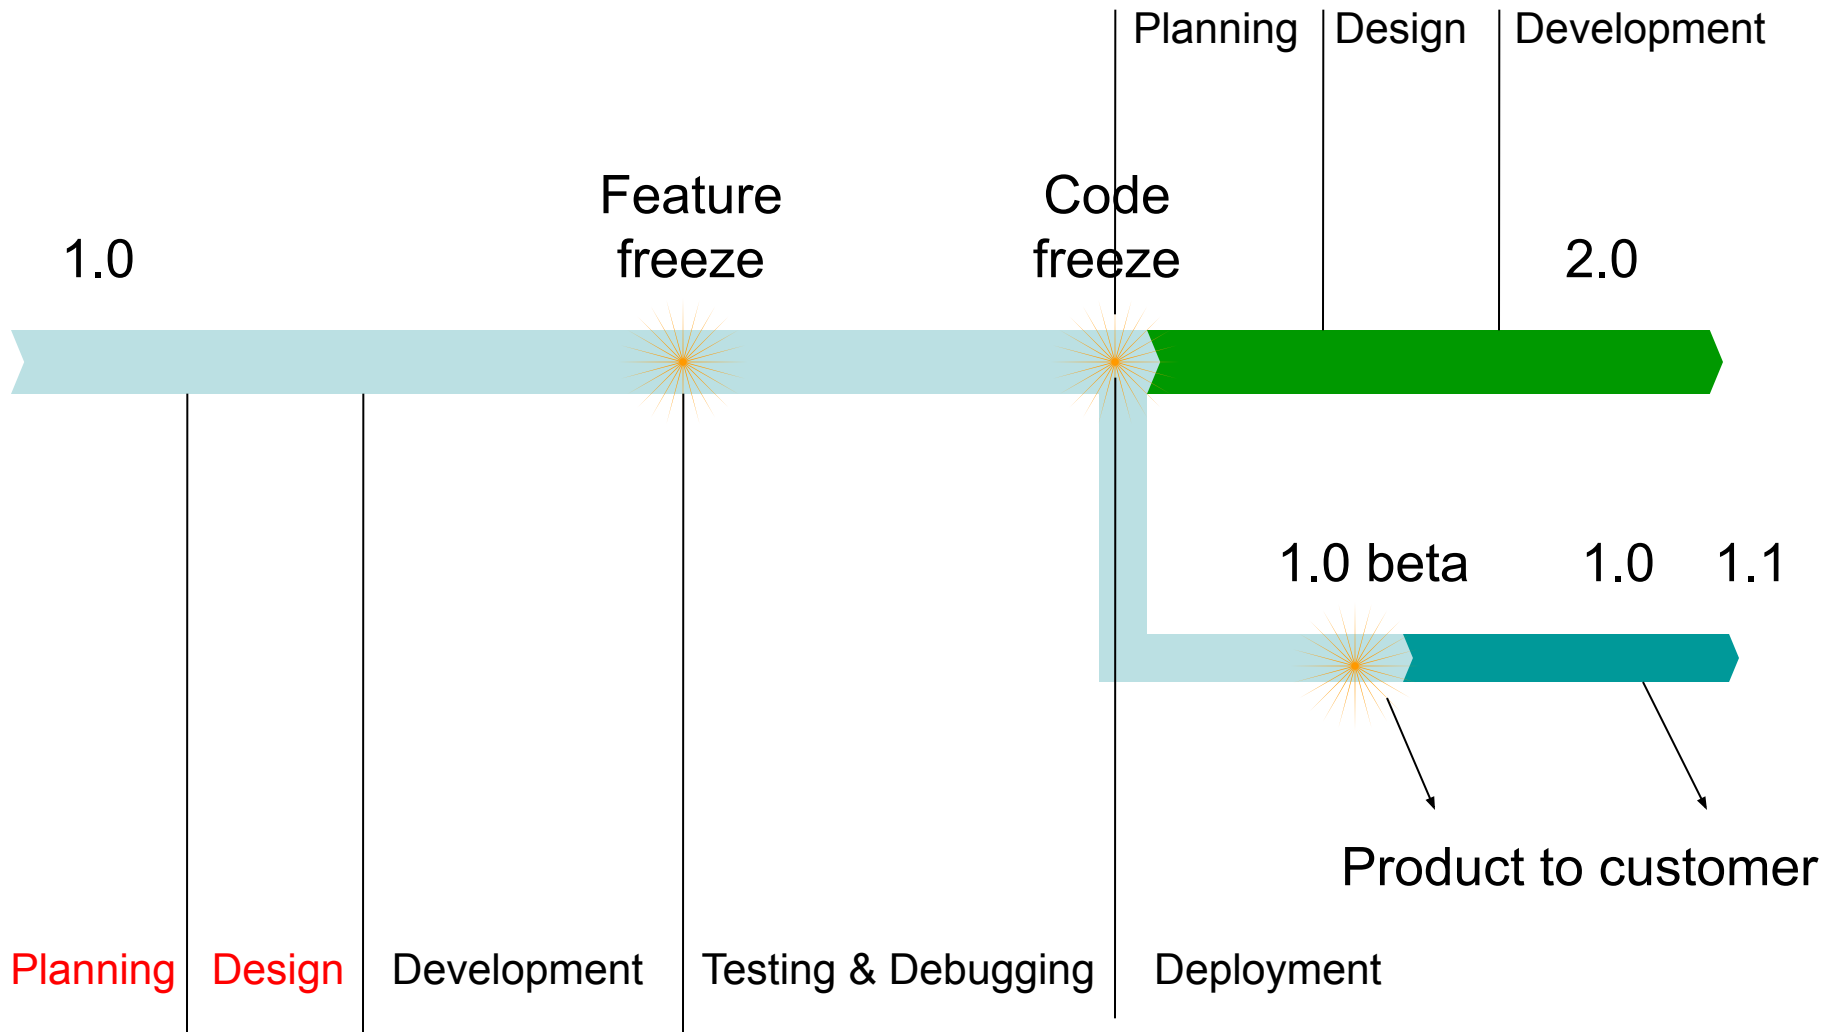 Planning
Design
Development
Feature
freeze
Code
freeze
1.0
2.0
1.0 beta
1.0
1.1
Product to customer
Planning
Design
Development
Testing & Debugging
Deployment